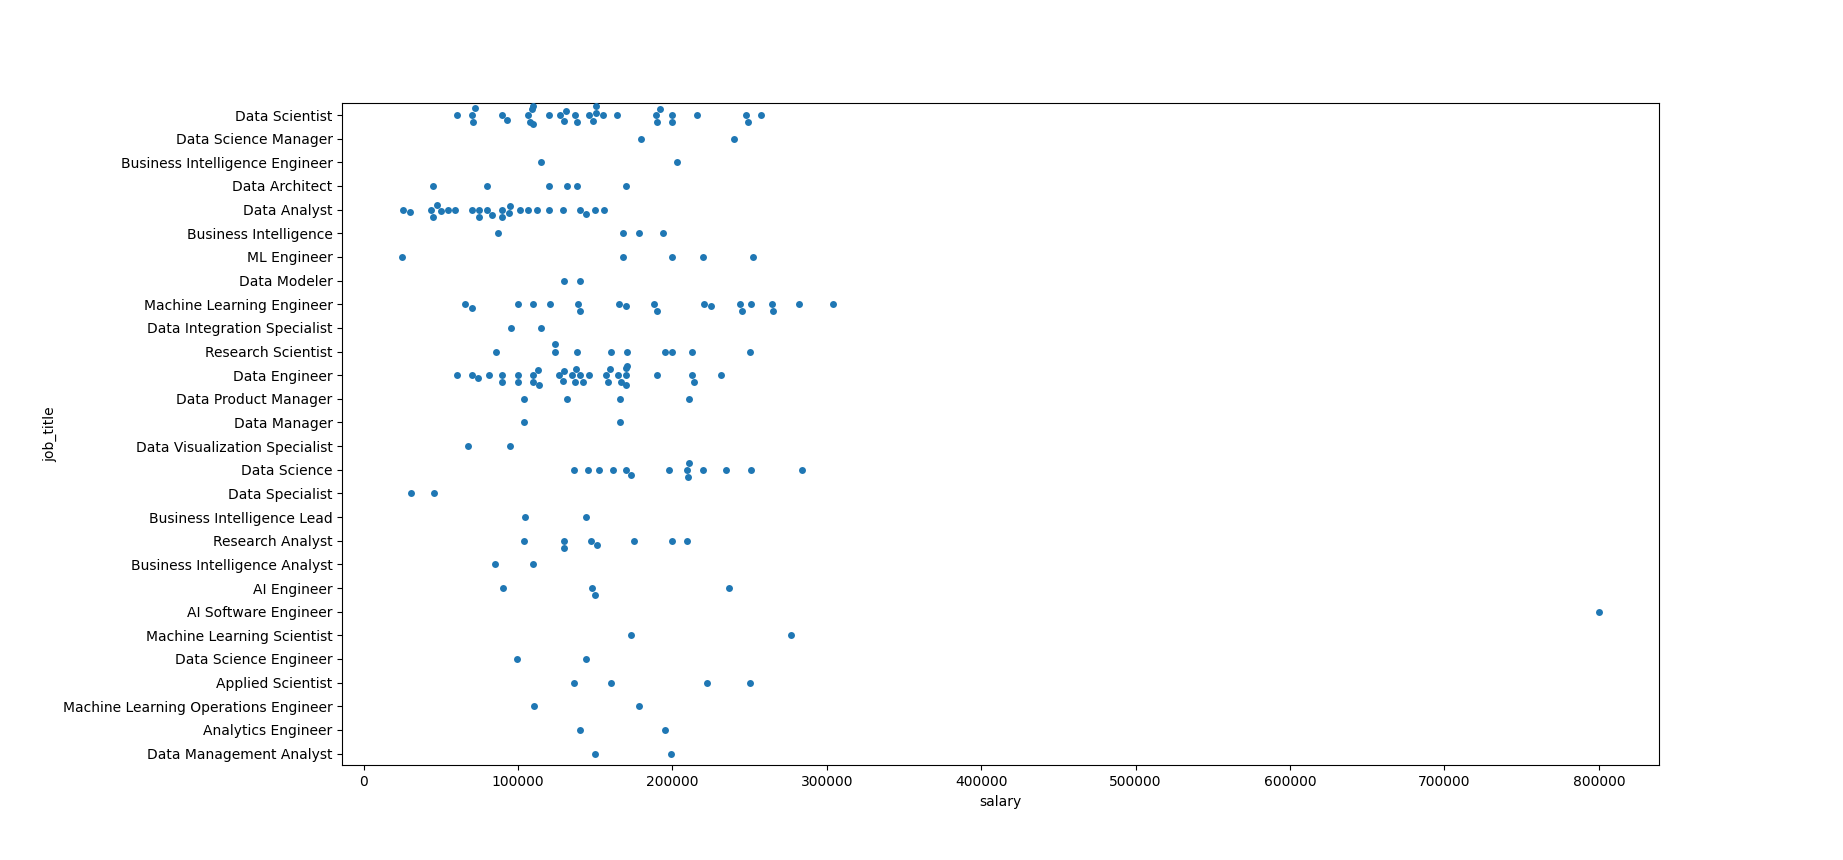 Data Scientist
Data Science Manager
Business Intelligence Engineer
Data Architect
Data Analyst
Business Intelligence
ML Engineer
Data Modeler
Machine Learning Engineer
Data Integration Specialist
Research Scientist
Data Engineer
Data Product Manager
Data Manager
Data Visualization Specialist
Data Science
Data Specialist
Business Intelligence Lead
Research Analyst
Business Intelligence Analyst
AI Engineer
AI Software Engineer
Machine Learning Scientist
Data Science Engineer
Applied Scientist
Machine Learning Operations Engineer
Analytics Engineer
Data Management Analyst
job_title
0 100000 200000 300000 400000 500000 600000 700000 800000
salary